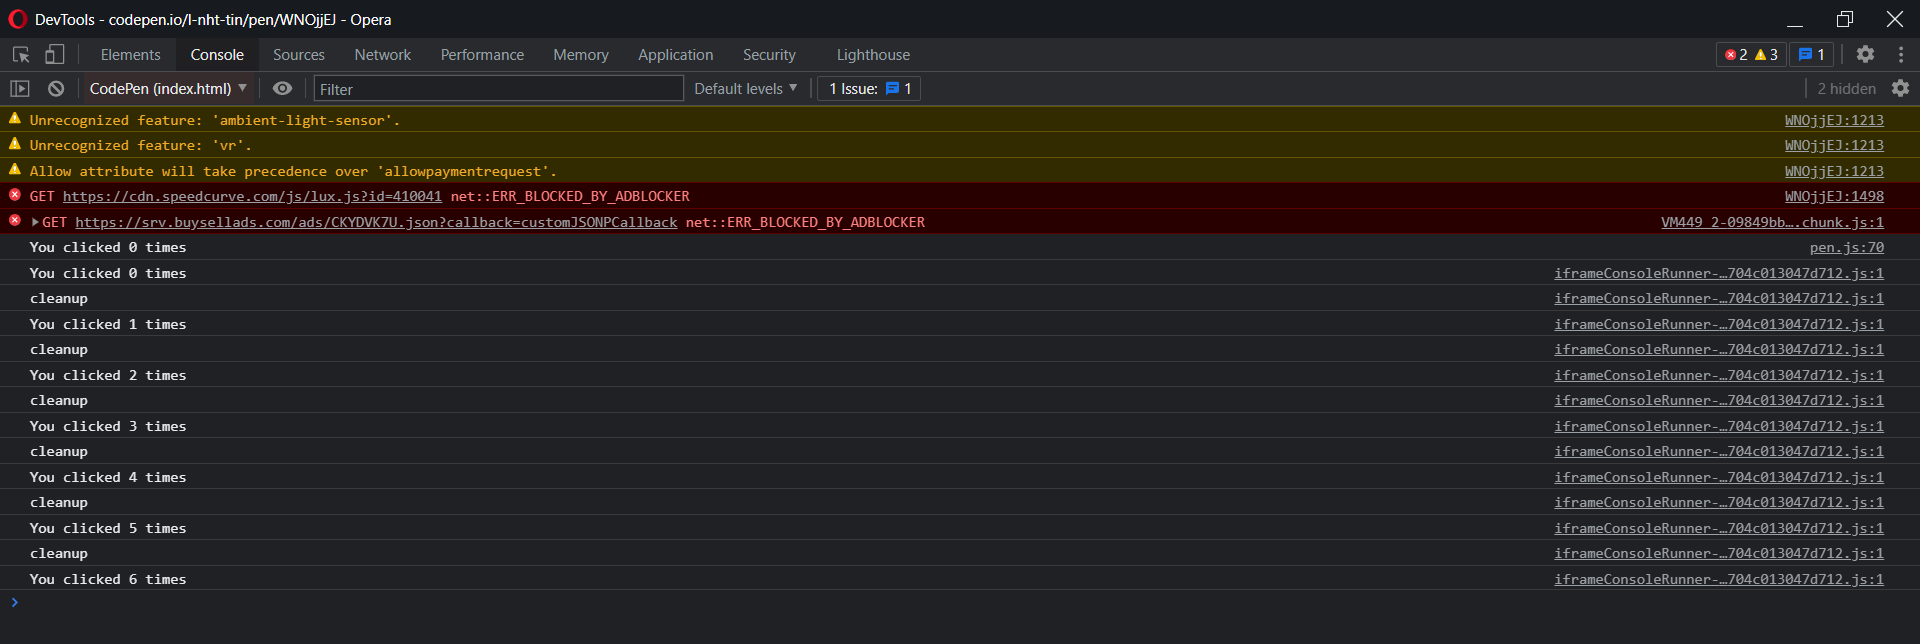 DevTools - codepen.io/l-nht-tin/pen/WNOjjEJ - Opera
Elements Console Sources Network Performance Memory Application Security Lighthouse 2 3 1
CodePen (index.html) Filter Default levels 1 Issue: 1 2 hidden
Unrecognized feature: 'ambient-light-sensor'. WNOjjEJ:1213
Unrecognized feature: 'vr'. WNOjjEJ:1213
Allow attribute will take precedence over 'allowpaymentrequest'. WNOjjEJ:1213
GET https://cdn.speedcurve.com/js/lux.js?id=410041 net::ERR_BLOCKED_BY_ADBLOCKER WNOjjEJ:1498
GET https://srv.buysellads.com/ads/CKYDVK7U.json?callback=customJSONPCallback net::ERR_BLOCKED_BY_ADBLOCKER VM449 2-09849bb….chunk.js:1
You clicked 0 times pen.js:70
You clicked 0 times iframeConsoleRunner-…704c013047d712.js:1
cleanup iframeConsoleRunner-…704c013047d712.js:1
You clicked 1 times iframeConsoleRunner-…704c013047d712.js:1
cleanup iframeConsoleRunner-…704c013047d712.js:1
You clicked 2 times iframeConsoleRunner-…704c013047d712.js:1
cleanup iframeConsoleRunner-…704c013047d712.js:1
You clicked 3 times iframeConsoleRunner-…704c013047d712.js:1
cleanup iframeConsoleRunner-…704c013047d712.js:1
You clicked 4 times iframeConsoleRunner-…704c013047d712.js:1
cleanup iframeConsoleRunner-…704c013047d712.js:1
You clicked 5 times iframeConsoleRunner-…704c013047d712.js:1
cleanup iframeConsoleRunner-…704c013047d712.js:1
You clicked 6 times iframeConsoleRunner-…704c013047d712.js:1